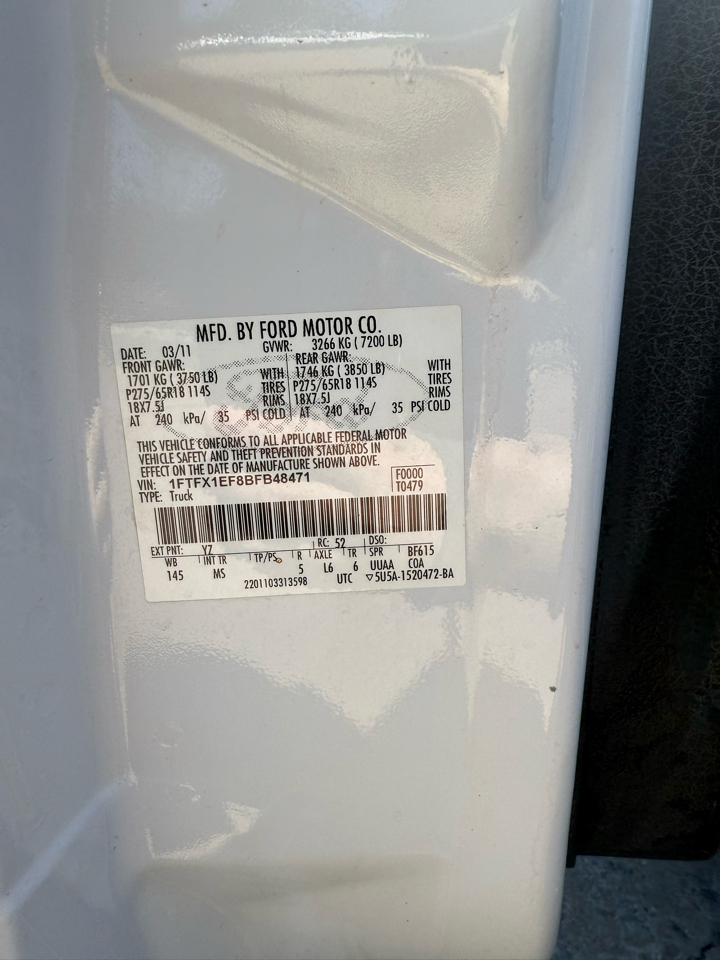 MFD. BY FORD MOTOR CO.
DATE: 03/11 GVWR: 3266 KG (7200 LB)
FRONT GAWR: REAR GAWR:
1701 KG (3750 LB) WITH 1746 KG (3850 LB) WITH
P275/65R18 114S TIRES P275/65R18 114S TIRES
18X7.5J RIMS 18X7.5J RIMS
AT 240 kPa/ 35 PSI COLD AT 240 kPa/ 35 PSI COLD
THIS VEHICLE CONFORMS TO ALL APPLICABLE FEDERAL MOTOR
VEHICLE SAFETY AND THEFT PREVENTION STANDARDS IN
EFFECT ON THE DATE OF MANUFACTURE SHOWN ABOVE.
VIN: 1FTFX1EF8BFB48471 F0000
TYPE: Truck T0479
EXT PNT: YZ RC: 52 DSO:
WB INT TR TP/PS R AXLE TR SPR BF615
145 MS 5 L6 6 UUAA COA
2201103313598 UTC ▽5U5A-1520472-BA